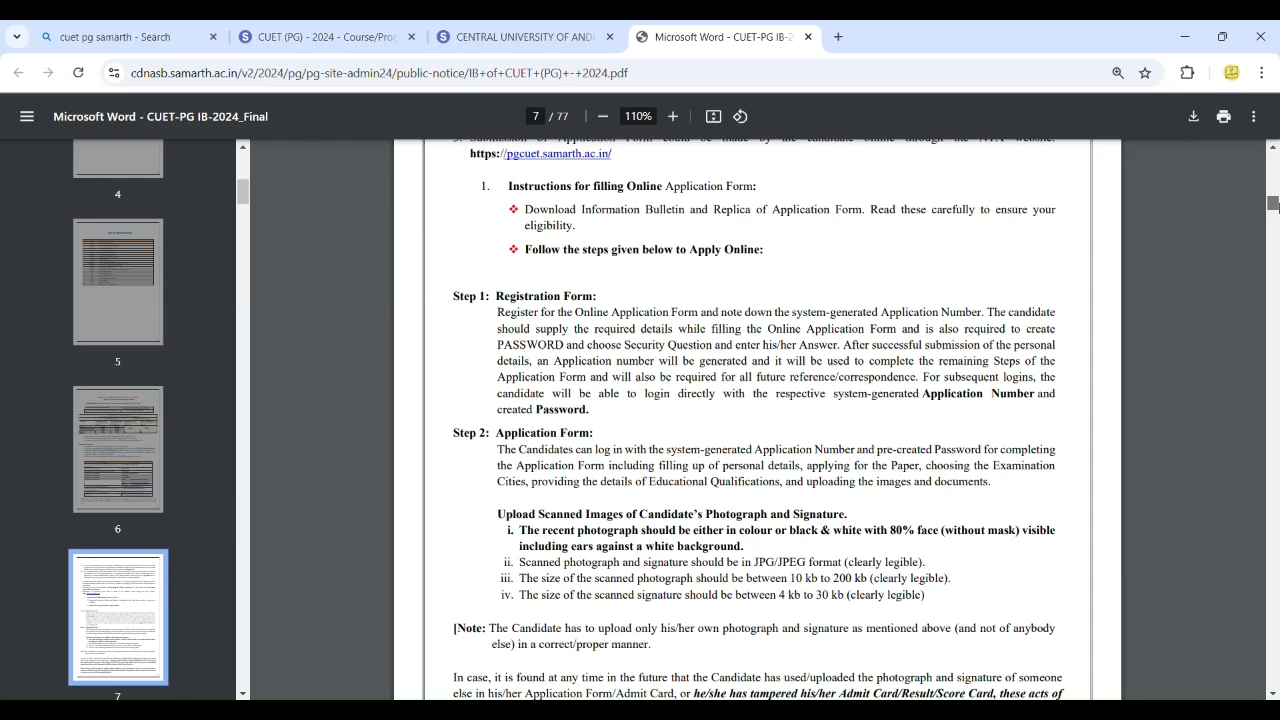 cuet pg samarth - Search
CUET (PG) - 2024 - Course/Prog
CENTRAL UNIVERSITY OF AND
Microsoft Word - CUET-PG IB-2
cdnasb.samarth.ac.in/v2/2024/pg/pg-site-admin24/public-notice/IB+of+CUET+(PG)+-+2024.pdf
Microsoft Word - CUET-PG IB-2024_Final
7 / 77
110%
4
5
6
7
https://pgcuet.samarth.ac.in/
1. Instructions for filling Online Application Form:
❖ Download Information Bulletin and Replica of Application Form. Read these carefully to ensure your
eligibility.
❖ Follow the steps given below to Apply Online:
Step 1: Registration Form:
Register for the Online Application Form and note down the system-generated Application Number. The candidate
should supply the required details while filling the Online Application Form and is also required to create
PASSWORD and choose Security Question and enter his/her Answer. After successful submission of the personal
details, an Application number will be generated and it will be used to complete the remaining Steps of the
Application Form and will also be required for all future reference/correspondence. For subsequent logins, the
candidate will be able to login directly with the respective system-generated Application Number and
created Password.
Step 2: Application Form:
The Candidates can log in with the system-generated Application Number and pre-created Password for completing
the Application Form including filling up of personal details, applying for the Paper, choosing the Examination
Cities, providing the details of Educational Qualifications, and uploading the images and documents.
Upload Scanned Images of Candidate's Photograph and Signature.
i. The recent photograph should be either in colour or black & white with 80% face (without mask) visible
including ears against a white background.
ii. Scanned photograph and signature should be in JPG/JPEG format (clearly legible).
iii. The size of the scanned photograph should be between 10 kb to 200 kb (clearly legible).
iv. The size of the scanned signature should be between 4 kb to 30 kb (clearly legible)
[Note: The Candidate has to upload only his/her own photograph and signature as mentioned above (and not of anybody
else) in a correct/proper manner.
In case, it is found at any time in the future that the Candidate has used/uploaded the photograph and signature of someone
else in his/her Application Form/Admit Card, or he/she has tampered his/her Admit Card/Result/Score Card, these acts of